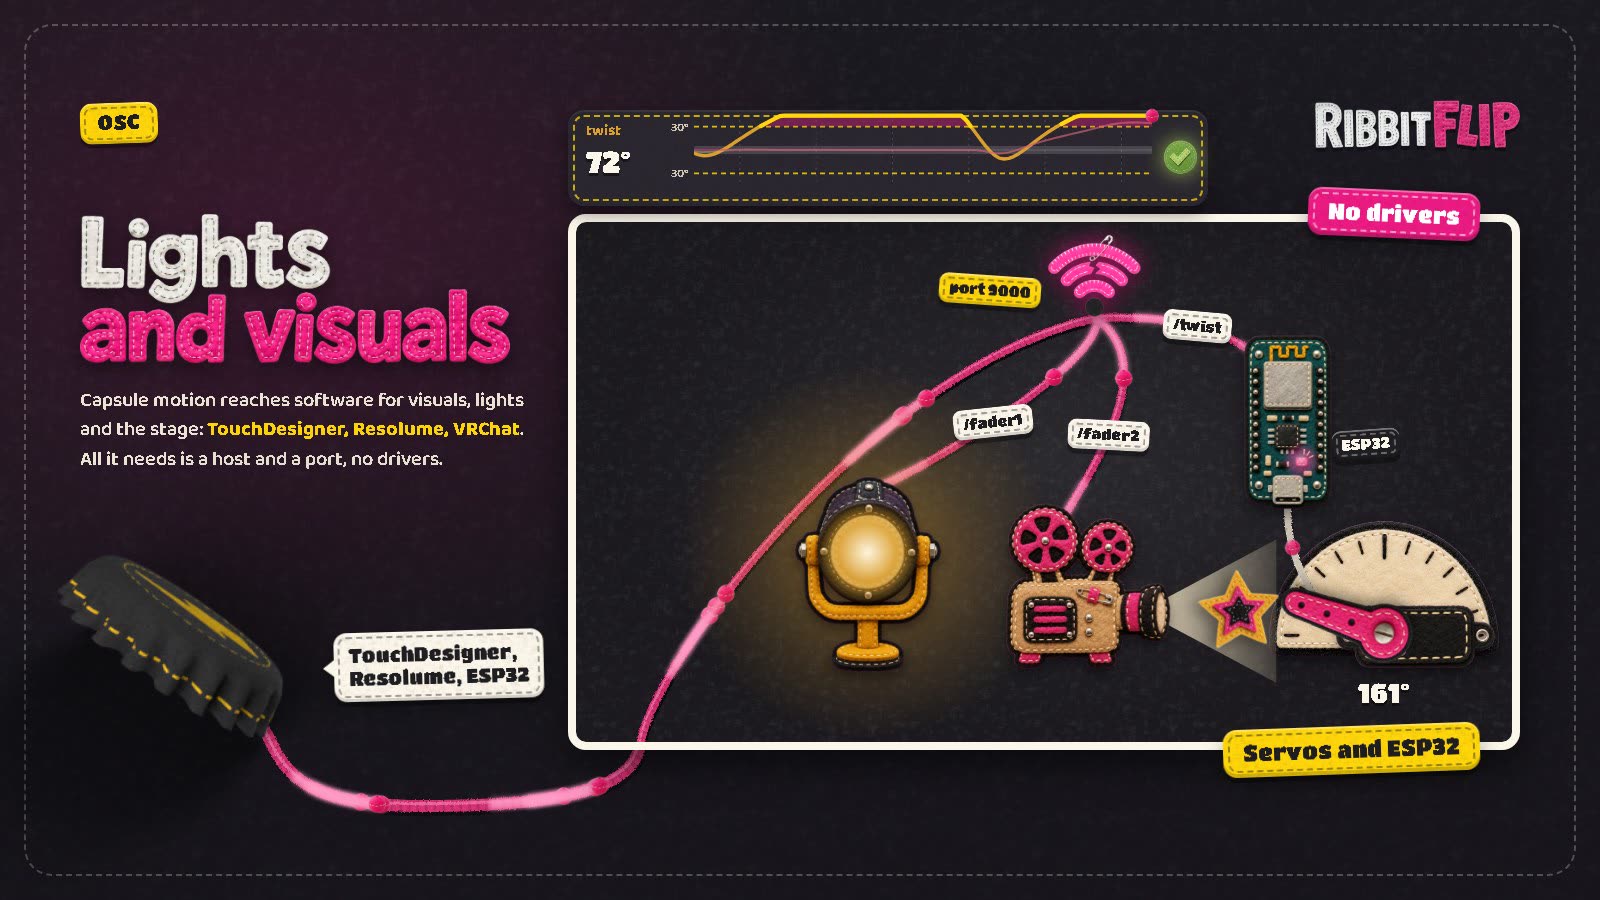 OSC
twist
72°
30°
30°
RIBBITFLIP
No drivers
Lights
and visuals
Capsule motion reaches software for visuals, lights
and the stage: TouchDesigner, Resolume, VRChat.
All it needs is a host and a port, no drivers.
port 9000
/twist
/fader1
/fader2
ESP32
TouchDesigner,
Resolume, ESP32
161°
Servos and ESP32